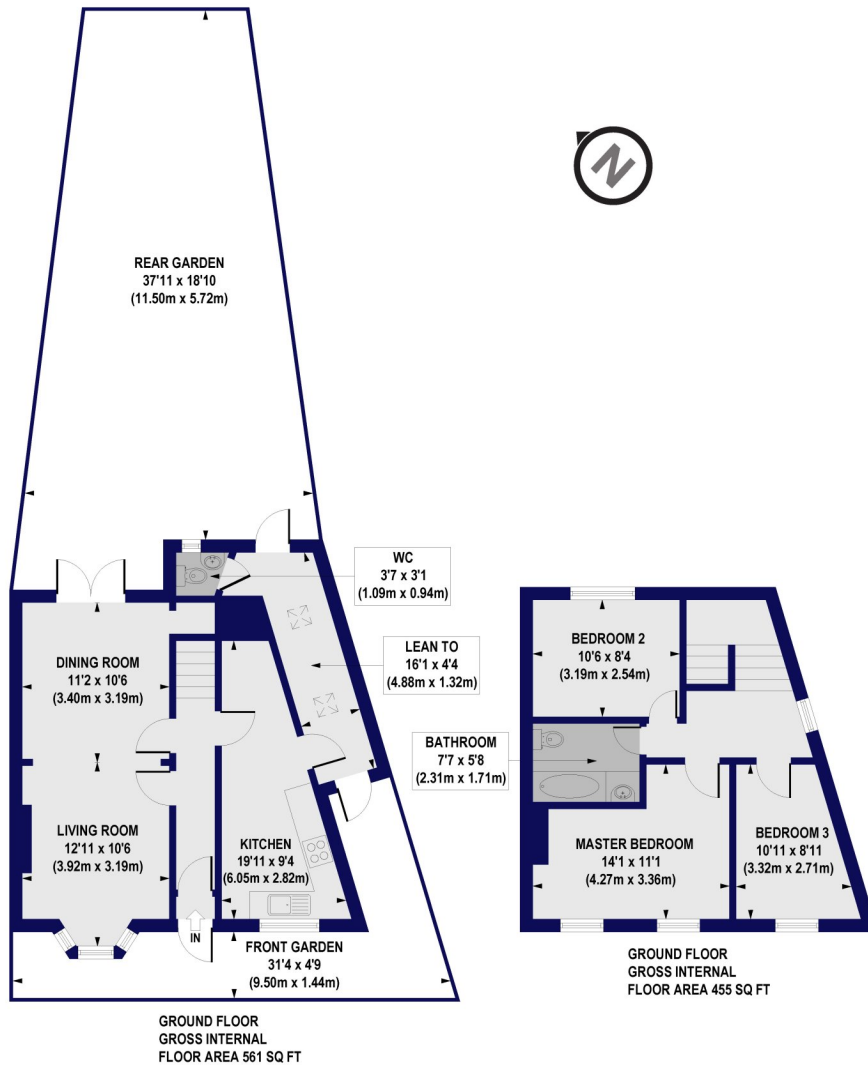 N
REAR GARDEN
37'11 x 18'10
(11.50m x 5.72m)
WC
3'7 x 3'1
(1.09m x 0.94m)
DINING ROOM
11'2 x 10'6
(3.40m x 3.19m)
LEAN TO
16'1 x 4'4
(4.88m x 1.32m)
LIVING ROOM
12'11 x 10'6
(3.92m x 3.19m)
KITCHEN
19'11 x 9'4
(6.05m x 2.82m)
IN
FRONT GARDEN
31'4 x 4'9
(9.50m x 1.44m)
GROUND FLOOR
GROSS INTERNAL
FLOOR AREA 561 SQ FT
BEDROOM 2
10'6 x 8'4
(3.19m x 2.54m)
BATHROOM
7'7 x 5'8
(2.31m x 1.71m)
MASTER BEDROOM
14'1 x 11'1
(4.27m x 3.36m)
BEDROOM 3
10'11 x 8'11
(3.32m x 2.71m)
GROUND FLOOR
GROSS INTERNAL
FLOOR AREA 455 SQ FT